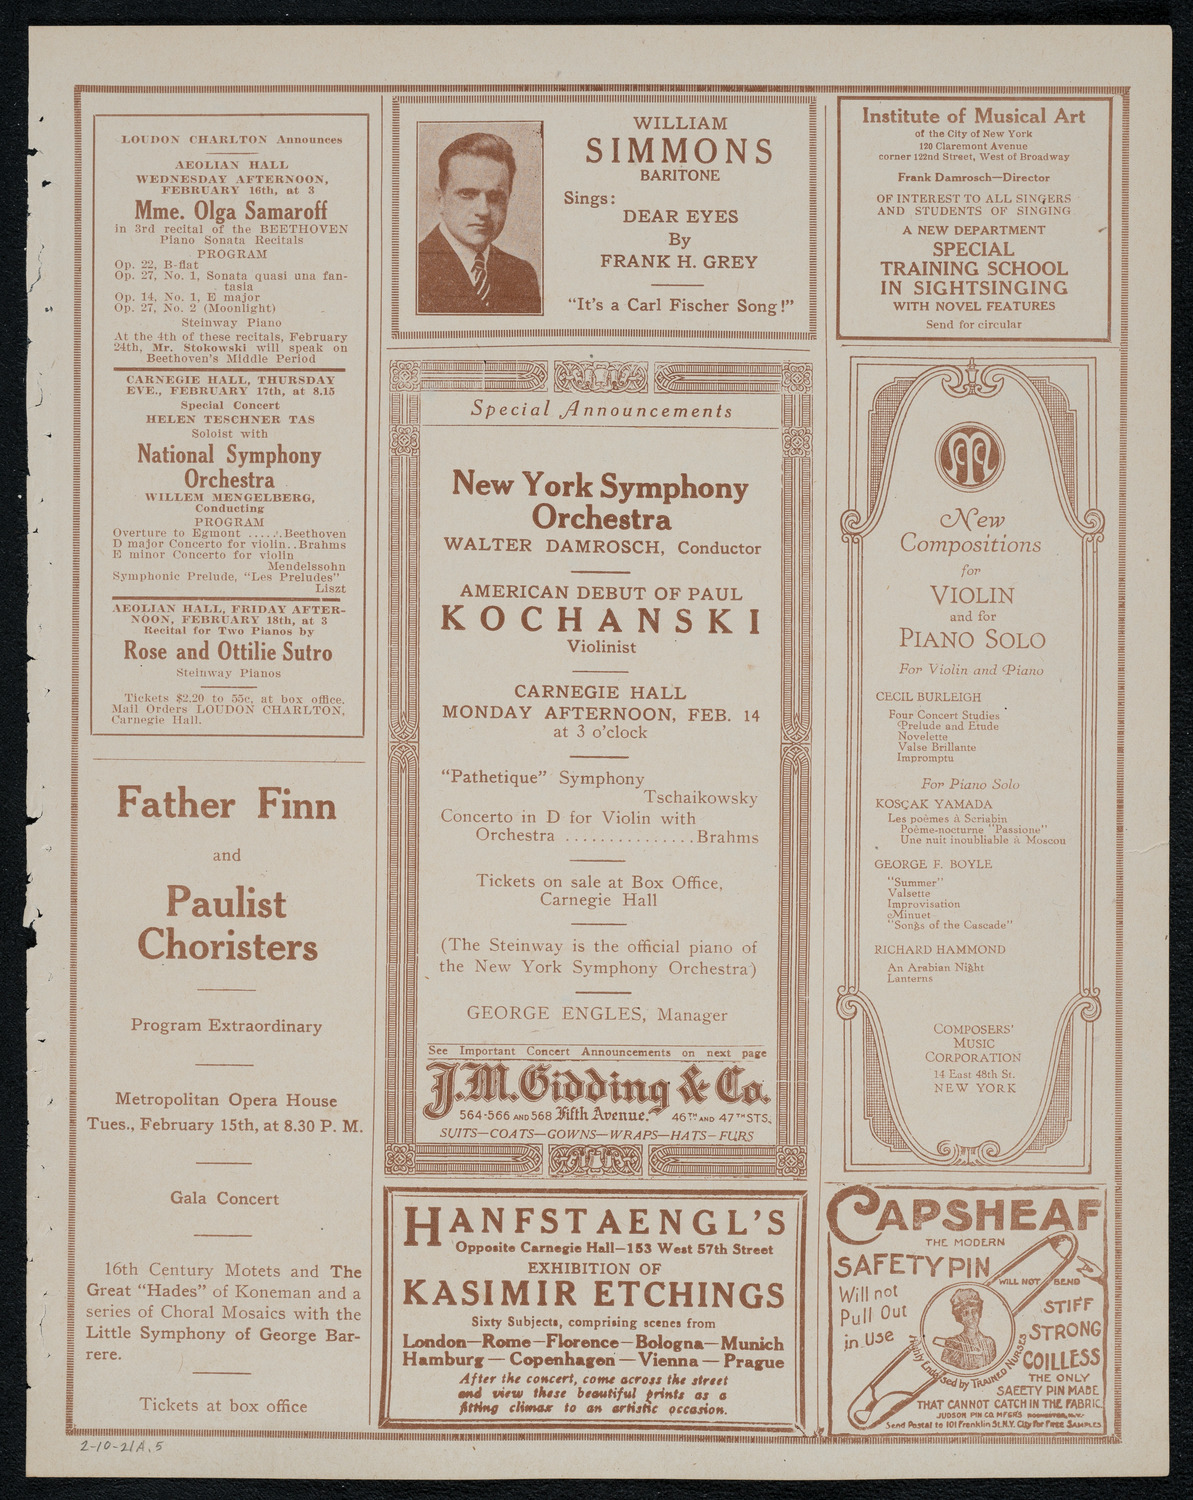 LOUDON CHARLTON Announces
AEOLIAN HALL
WEDNESDAY AFTERNOON,
FEBRUARY 16th, at 3
Mme. Olga Samaroff
in 3rd recital of the BEETHOVEN
Piano Sonata Recitals
PROGRAM
Op. 22, B-flat
Op. 27, No. 1, Sonata quasi una fan-
tasia
Op. 14, No. 1, E major
Op. 27, No. 2 (Moonlight)
Steinway Piano
At the 4th of these recitals, February
24th, Mr. Stokowski will speak on
Beethoven's Middle Period
CARNEGIE HALL, THURSDAY
EVE., FEBRUARY 17th, at 8.15
Special Concert
HELEN TESCHNER TAS
Soloist with
National Symphony
Orchestra
WILLEM MENGELBERG,
Conducting
PROGRAM
Overture to Egmont ......Beethoven
D major Concerto for violin..Brahms
E minor Concerto for violin
Mendelssohn
Symphonic Prelude, "Les Preludes"
Liszt
AEOLIAN HALL, FRIDAY AFTER-
NOON, FEBRUARY 18th, at 3
Recital for Two Pianos by
Rose and Ottilie Sutro
Steinway Pianos
Tickets $2.20 to 55c. at box office.
Mail Orders LOUDON CHARLTON,
Carnegie Hall.
Father Finn
and
Paulist
Choristers
Program Extraordinary
Metropolitan Opera House
Tues., February 15th, at 8.30 P. M.
Gala Concert
16th Century Motets and The
Great "Hades" of Koneman and a
series of Choral Mosaics with the
Little Symphony of George Bar-
rere.
Tickets at box office
WILLIAM
SIMMONS
BARITONE
Sings:
DEAR EYES
By
FRANK H. GREY
"It's a Carl Fischer Song!"
Special Announcements
New York Symphony
Orchestra
WALTER DAMROSCH, Conductor
AMERICAN DEBUT OF PAUL
KOCHANSKI
Violinist
CARNEGIE HALL
MONDAY AFTERNOON, FEB. 14
at 3 o'clock
"Pathetique" Symphony
Tschaikowsky
Concerto in D for Violin with
Orchestra ..............Brahms
Tickets on sale at Box Office,
Carnegie Hall
(The Steinway is the official piano of
the New York Symphony Orchestra)
GEORGE ENGLES, Manager
See Important Concert Announcements on next page
J.M. Gidding & Co.
564-566 AND 568 Fifth Avenue. 46TH AND 47TH STS.
SUITS—COATS—GOWNS—WRAPS—HATS—FURS
HANFSTAENGL'S
Opposite Carnegie Hall—153 West 57th Street
EXHIBITION OF
KASIMIR ETCHINGS
Sixty Subjects, comprising scenes from
London—Rome—Florence—Bologna—Munich
Hamburg—Copenhagen—Vienna—Prague
After the concert, come across the street
and view these beautiful prints as a
fitting climax to an artistic occasion.
Institute of Musical Art
of the City of New York
120 Claremont Avenue
corner 122nd Street, West of Broadway
Frank Damrosch—Director
OF INTEREST TO ALL SINGERS
AND STUDENTS OF SINGING
A NEW DEPARTMENT
SPECIAL
TRAINING SCHOOL
IN SIGHTSINGING
WITH NOVEL FEATURES
Send for circular
New
Compositions
for
VIOLIN
and for
PIANO SOLO
For Violin and Piano
CECIL BURLEIGH
Four Concert Studies
Prelude and Etude
Novelette
Valse Brillante
Impromptu
For Piano Solo
KOSÇAK YAMADA
Les poèmes à Scriabin
Poème-nocturne "Passione"
Une nuit inoubliable à Moscou
GEORGE F. BOYLE
"Summer"
Valsette
Improvisation
Minuet
"Songs of the Cascade"
RICHARD HAMMOND
An Arabian Night
Lanterns
COMPOSERS'
MUSIC
CORPORATION
14 East 48th St.
NEW YORK
CAPSHEAF
THE MODERN
SAFETY PIN
WILL NOT BEND
Will not
Pull Out
in Use
STIFF
STRONG
COILLESS
Highly Endorsed by TRAINED NURSES
THE ONLY
SAFETY PIN MADE
THAT CANNOT CATCH IN THE FABRIC
JUDSON PIN CO. MFGRS ROCHESTER, N.Y.
Send Postal to 101 Franklin St. N.Y. City for FREE SAMPLES
2-10-21A.5